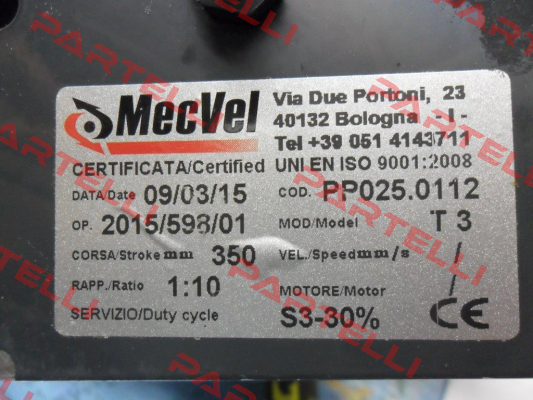 MecVel
Via Due Portoni, 23
40132 Bologna -I-
Tel +39 051 4143711
CERTIFICATA/Certified UNI EN ISO 9001:2008
DATA/Date 09/03/15 COD. PP025.0112
OP. 2015/598/01 MOD/Model T 3
CORSA/Stroke mm 350 VEL./Speed mm/s /
RAPP./Ratio 1:10 MOTORE/Motor /
SERVIZIO/Duty cycle S3-30% CE
PARTELLI
PARTELLI
PARTELLI
PARTELLI
PARTELLI
PARTELLI